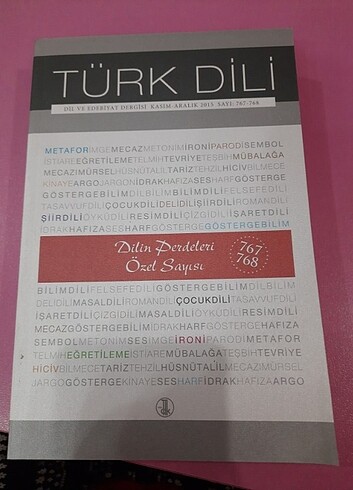 TÜRK DİLİ
DİL VE EDEBİYAT DERGİSİ KASIM-ARALIK 2015 SAYI: 767-768
METAFORİMGEMECAZMETONİMİRONİPARODİSEMBOL
İSTİAREEĞRETİLEMETELMİHTEVRİYETEŞBİHMÜBALAĞA
MECAZIMÜRSELHÜSNÜTALİLTARİZTEHZİLHİCİVBİLMECE
KİNAYEARGOJARGONİDRAKHAFIZASESHARFGÖSTERGE
GÖSTERGEBİLİMDİLBİLİMBİLİMDİLİFELSEFEDİLİ
TASAVVUFDİLİÇOCUKDİLİDELİDİLİŞİİRDİLİROMANDİLİ
ŞİİRDİLİÖYKÜDİLİRESİMDİLİÇİZGİDİLİİŞARETDİLİ
İDRAKHAFIZASESHARFGÖSTERGEGÖSTERGEBİLİM
Dilin Perdeleri
Özel Sayısı
767
768
BİLİMDİLİFELSEFEDİLİGÖSTERGEBİLİMDİLBİLİM
DELİDİLİMASALDİLİROMANDİLİÇOCUKDİLİTASAVVUFDİLİ
İŞARETDİLİÇİZGİDİLİMASALDİLİÖYKÜDİLİRESİMDİLİ
MECAZGÖSTERGEBİLİMİDRAKHARFGÖSTERGEHAFIZA
SEMBOLMETONİMSESİMGEİRONİPARODİMETAFOR
TELMİHEĞRETİLEMEİSTİAREMÜBALAĞATEŞBİHTEVRİYE
HİCİVBİLMECETARİZTEHZİLHÜSNÜTALİLMECAZIMÜRSEL
JARGOGÖSTERGEKİNAYESESHARFİDRAKHAFIZAARGO